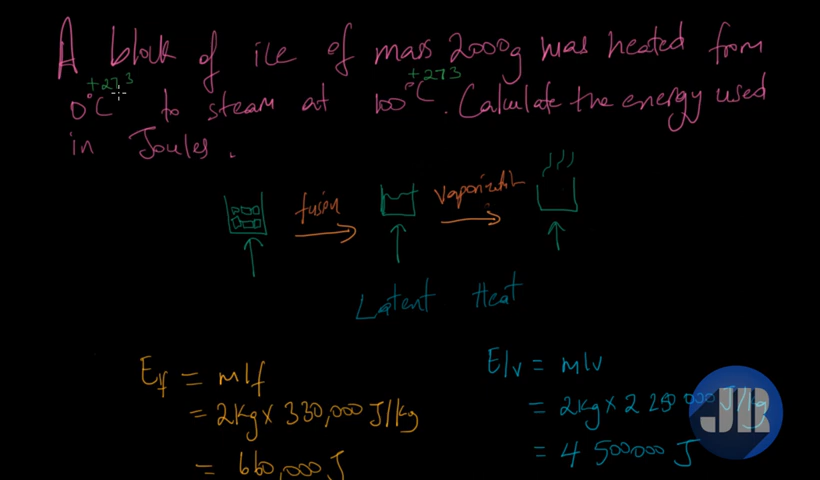 A block of ice of mass 2000g was heated from
+273 +273
0°C to steam at 100°C. Calculate the energy used
in Joules.
fusion vaporization
Latent Heat
Elf = mlf
= 2kg × 330,000 J/kg
= 660,000 J
Elv = mlv
= 2kg × 2 250 000 J/kg
= 4 500000 J
JR